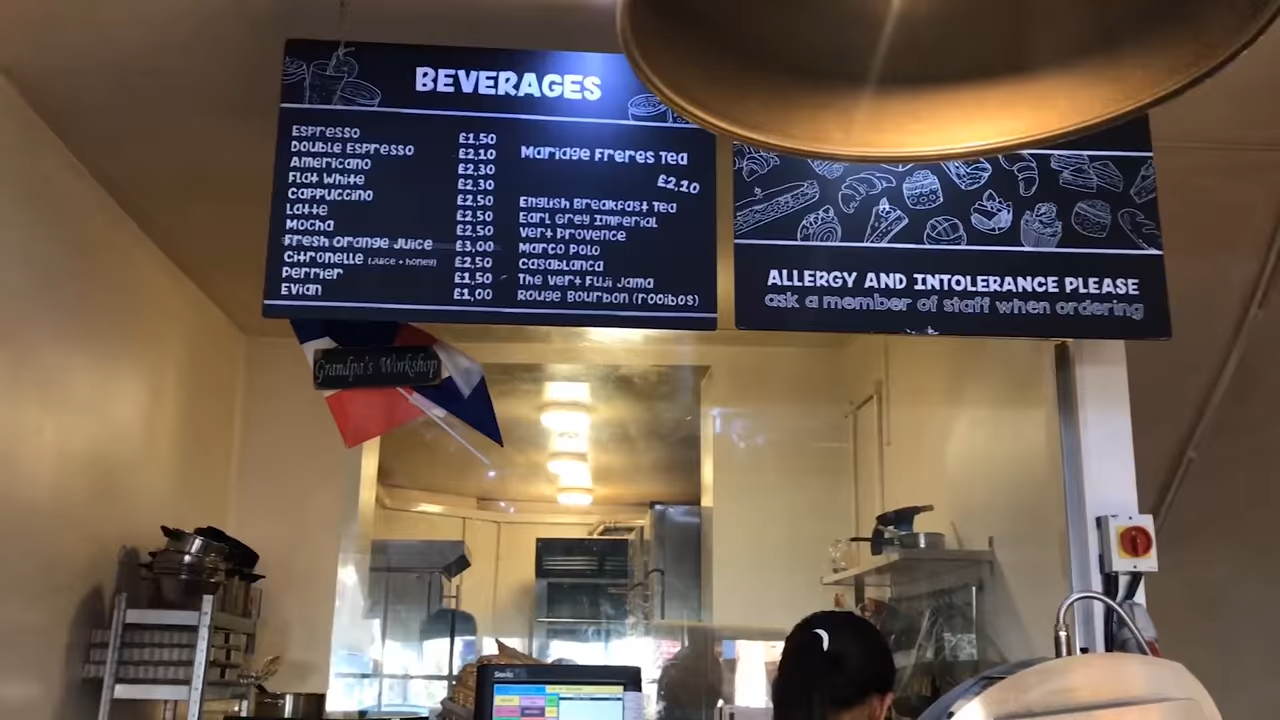 BEVERAGES
Espresso £1,50
Double Espresso £2,10
Americano £2,30
Flat White £2,30
Cappuccino £2,50
Latte £2,50
Mocha £2,50
Fresh Orange Juice £3,00
Citronelle (Juice + honey) £2,50
Perrier £1,50
Evian £1,00
Mariage Freres Tea
£2,10
English Breakfast Tea
Earl Grey Imperial
Vert Provence
Marco Polo
Casablanca
The Vert Fuji Jama
Rouge Bourbon (rooibos)
ALLERGY AND INTOLERANCE PLEASE
ask a member of staff when ordering
Grandpa's Workshop